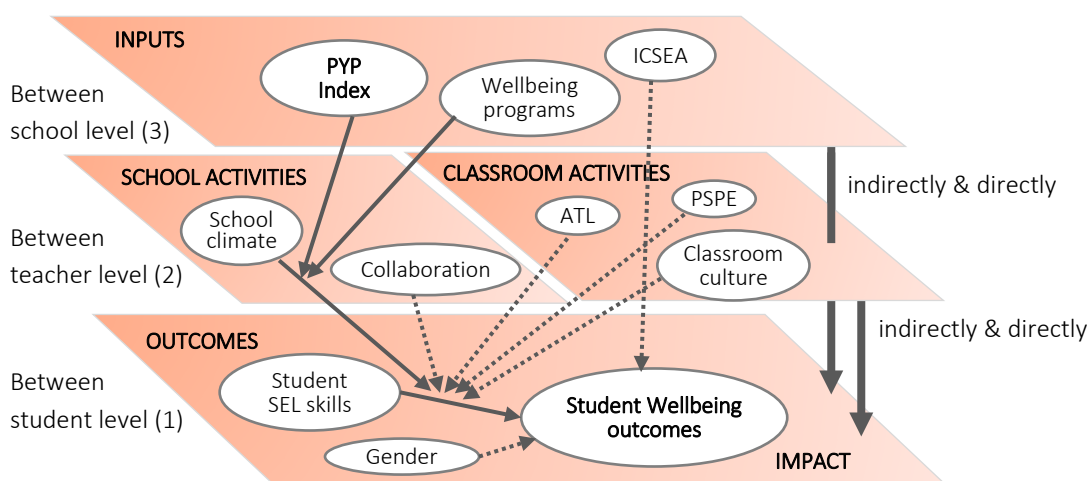 INPUTS
ICSEA
PYP
Index
Wellbeing
programs
Between
school level (3)
SCHOOL ACTIVITIES
CLASSROOM ACTIVITIES
indirectly & directly
School
climate
ATL
PSPE
Between
teacher level (2)
Collaboration
Classroom
culture
OUTCOMES
indirectly & directly
Between
student level (1)
Student
SEL skills
Student Wellbeing
outcomes
Gender
IMPACT